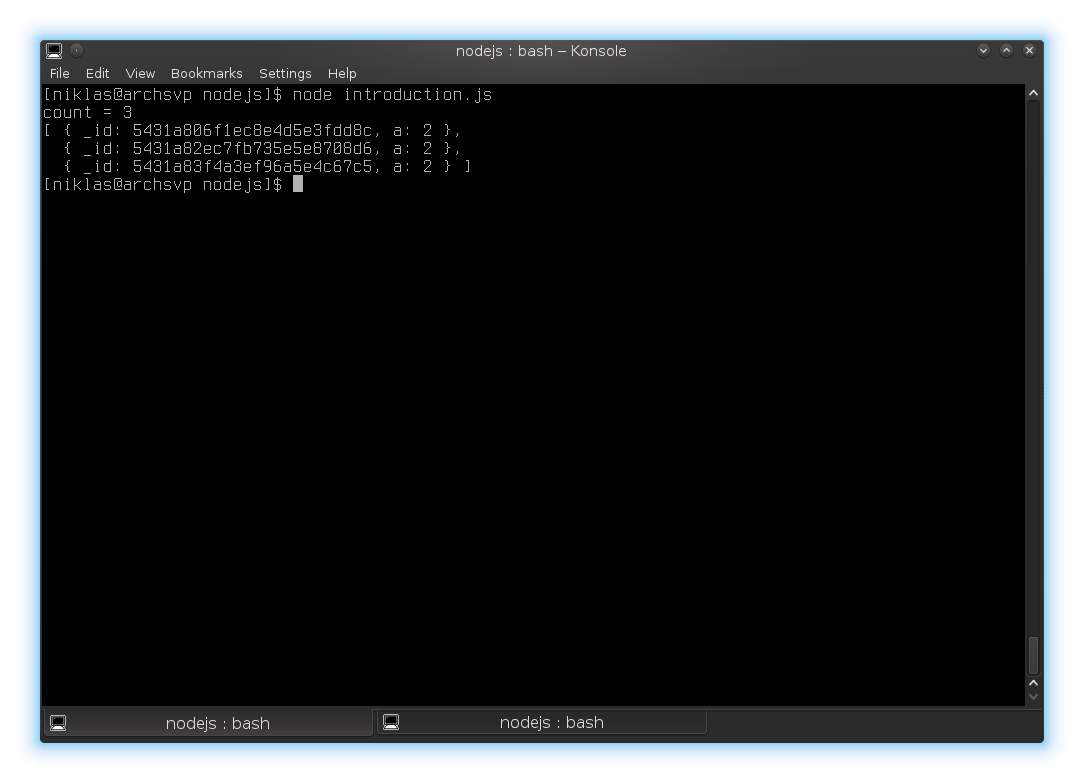 nodejs : bash – Konsole
File Edit View Bookmarks Settings Help
[niklas@archsvp nodejs]$ node introduction.js
count = 3
[ { _id: 5431a806f1ec8e4d5e3fdd8c, a: 2 },
  { _id: 5431a82ec7fb735e5e8708d6, a: 2 },
  { _id: 5431a83f4a3ef96a5e4c67c5, a: 2 } ]
[niklas@archsvp nodejs]$
nodejs : bash nodejs : bash